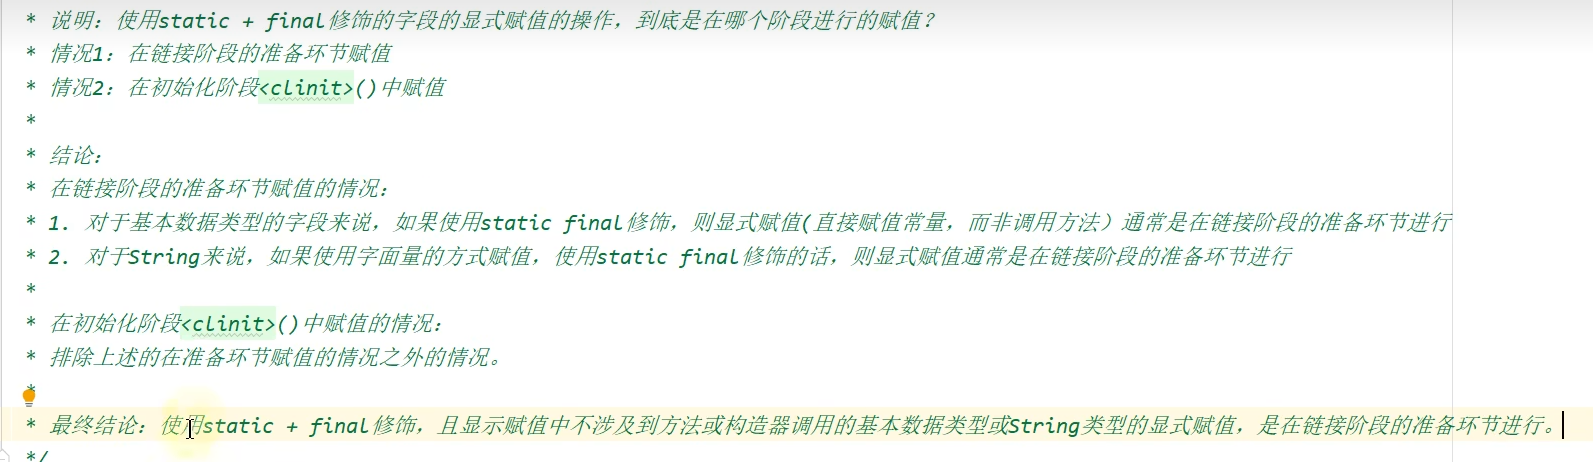 * 说明：使用static + final修饰的字段的显式赋值的操作，到底是在哪个阶段进行的赋值？
* 情况1：在链接阶段的准备环节赋值
* 情况2：在初始化阶段<clinit>()中赋值
*
* 结论：
* 在链接阶段的准备环节赋值的情况：
* 1. 对于基本数据类型的字段来说，如果使用static final修饰，则显式赋值(直接赋值常量，而非调用方法）通常是在链接阶段的准备环节进行
* 2. 对于String来说，如果使用字面量的方式赋值，使用static final修饰的话，则显式赋值通常是在链接阶段的准备环节进行
*
* 在初始化阶段<clinit>()中赋值的情况：
* 排除上述的在准备环节赋值的情况之外的情况。
*
* 最终结论：使用static + final修饰，且显示赋值中不涉及到方法或构造器调用的基本数据类型或String类型的显式赋值，是在链接阶段的准备环节进行。
*/